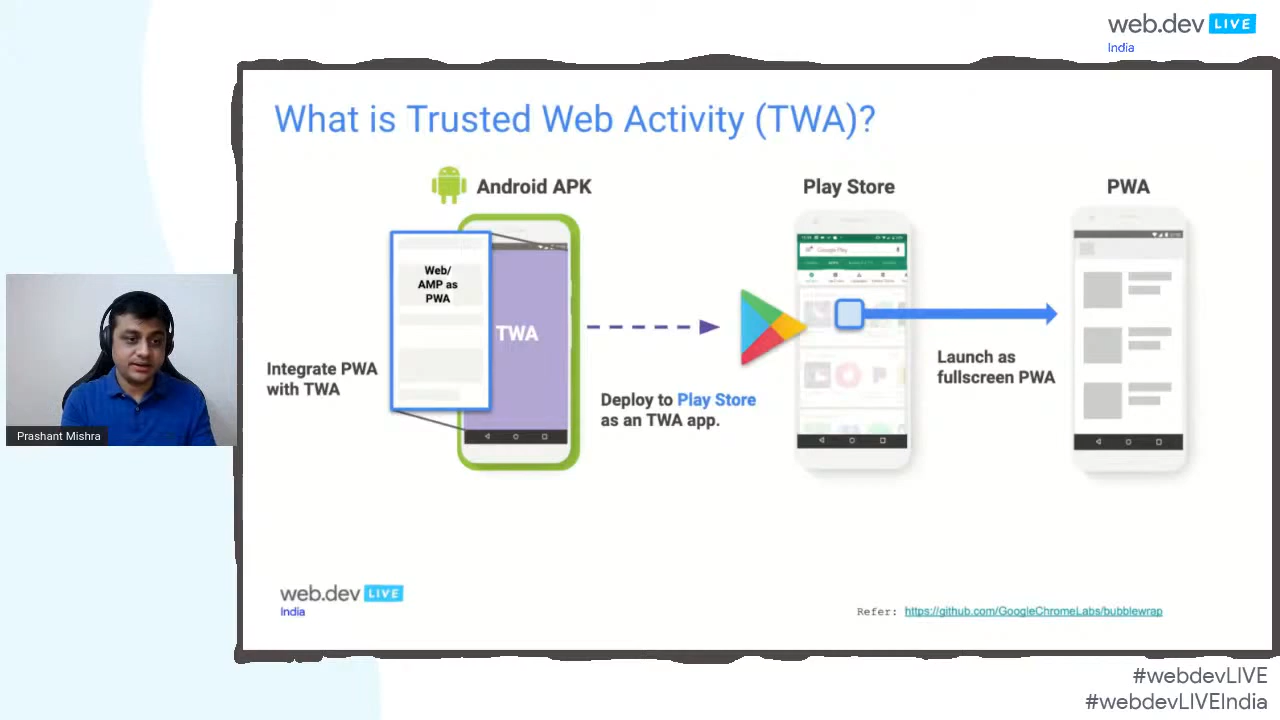 web.dev LIVE
India
What is Trusted Web Activity (TWA)?
Android APK
Play Store
PWA
Web/
AMP as
PWA
TWA
Integrate PWA
with TWA
Deploy to Play Store
as an TWA app.
Google Play
Launch as
fullscreen PWA
Prashant Mishra
web.dev LIVE
India
Refer: https://github.com/GoogleChromeLabs/bubblewrap
#webdevLIVE
#webdevLIVEIndia